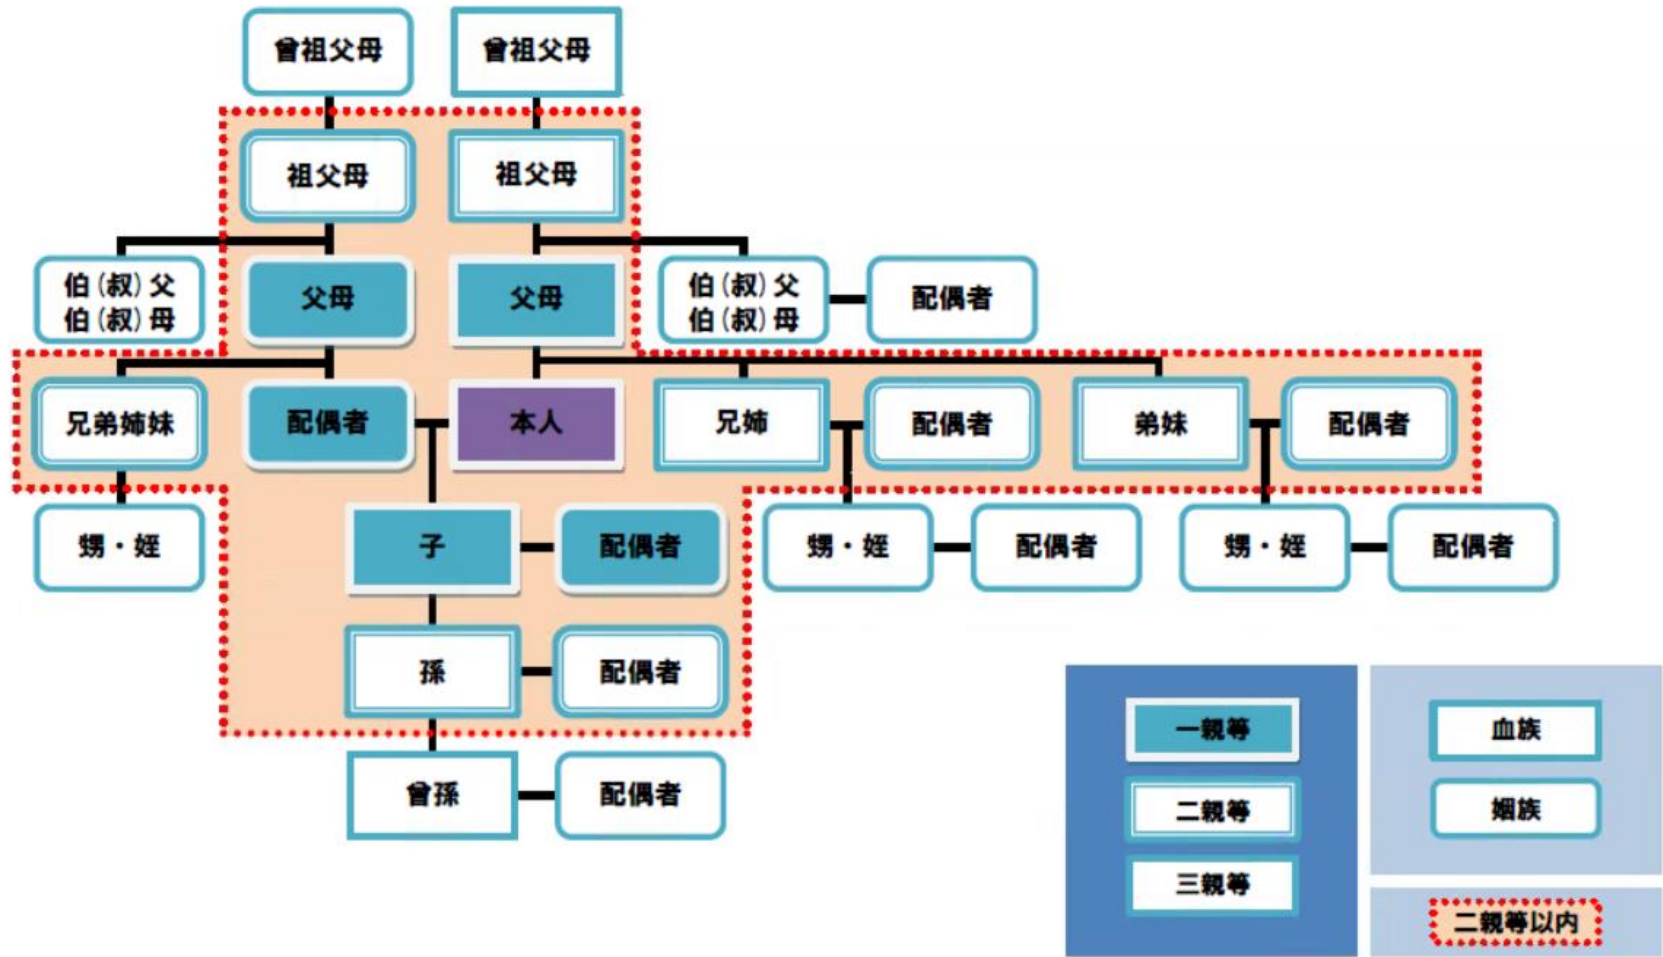 曾祖父母
曾祖父母
祖父母
祖父母
伯(叔)父
伯(叔)母
父母
父母
伯(叔)父
伯(叔)母
配偶者
兄弟姉妹
配偶者
本人
兄姉
配偶者
弟妹
配偶者
甥・姪
子
配偶者
甥・姪
配偶者
甥・姪
配偶者
孫
配偶者
曾孫
配偶者
一親等
二親等
三親等
血族
姻族
二親等以内